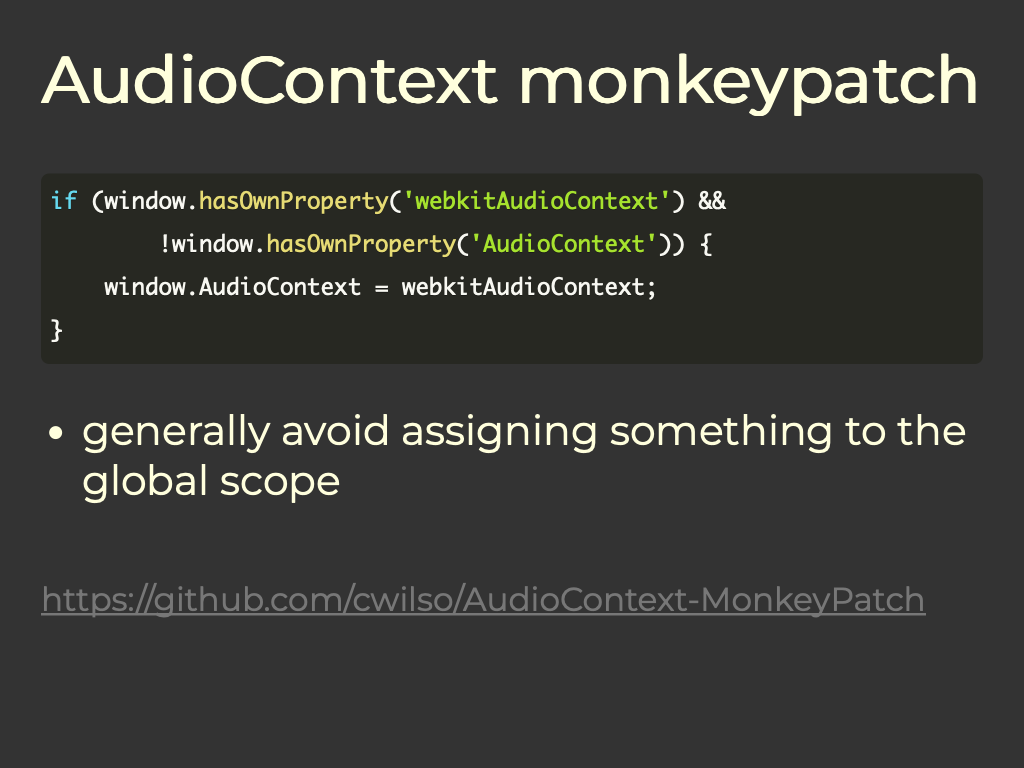 AudioContext monkeypatch
if (window.hasOwnProperty('webkitAudioContext') &&
!window.hasOwnProperty('AudioContext')) {
window.AudioContext = webkitAudioContext;
}
• generally avoid assigning something to the
global scope
https://github.com/cwilso/AudioContext-MonkeyPatch